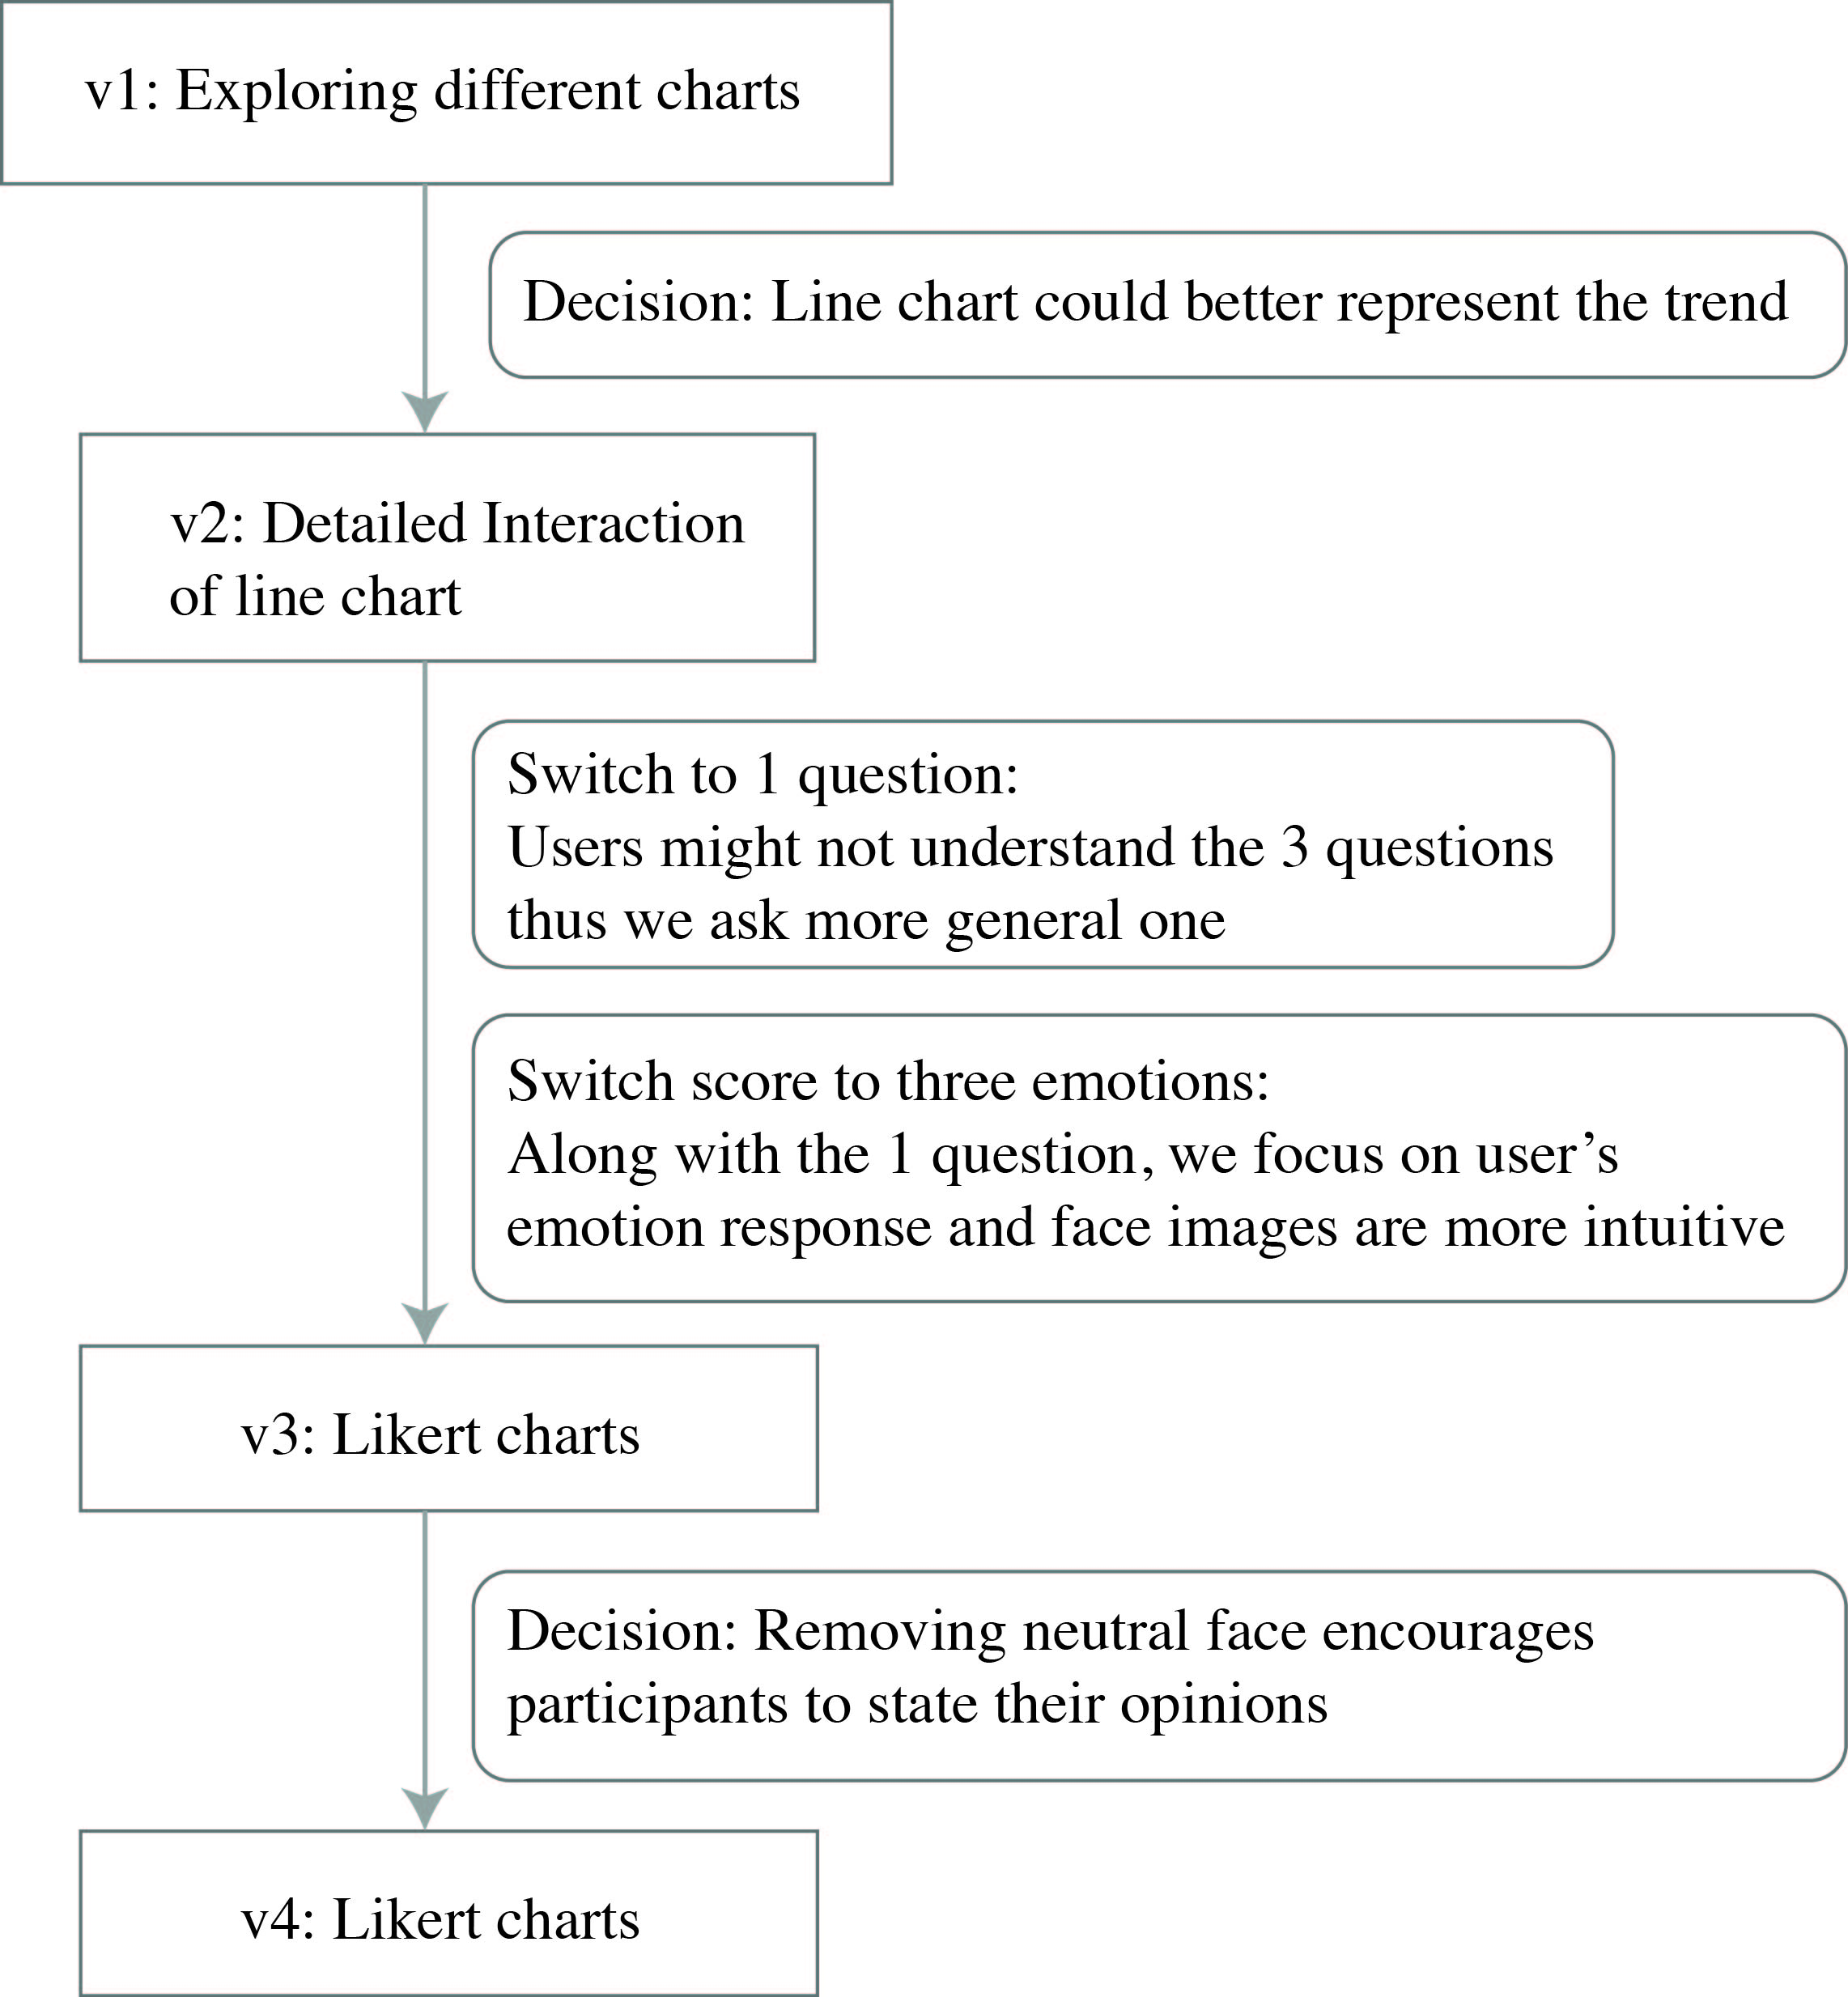 v1: Exploring different charts
Decision: Line chart could better represent the trend
v2: Detailed Interaction
of line chart
Switch to 1 question:
Users might not understand the 3 questions
thus we ask more general one
Switch score to three emotions:
Along with the 1 question, we focus on user’s
emotion response and face images are more intuitive
v3: Likert charts
Decision: Removing neutral face encourages
participants to state their opinions
v4: Likert charts